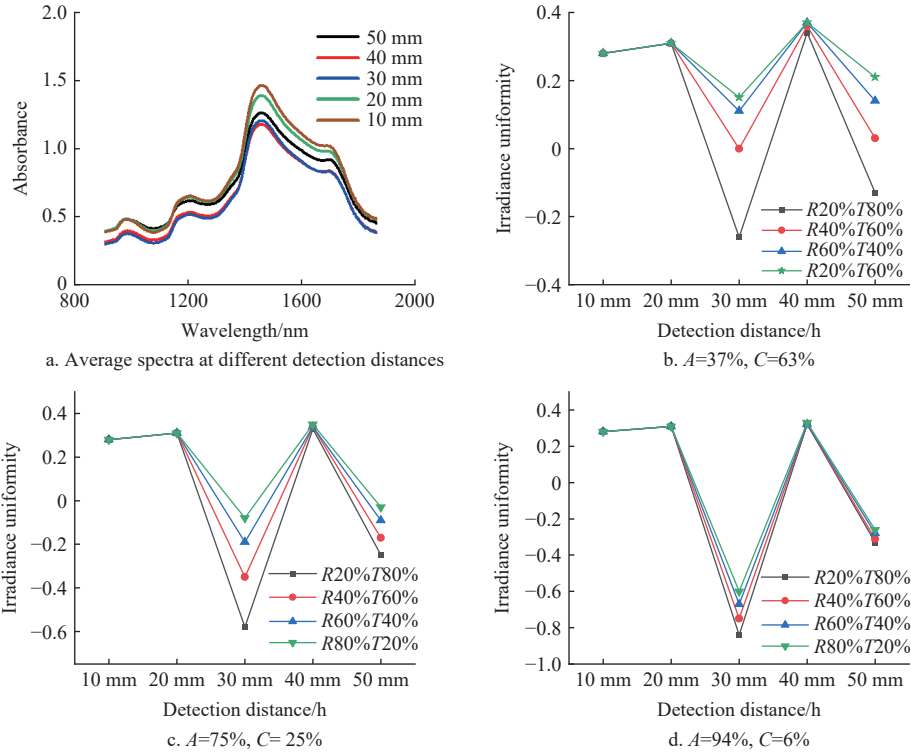 2.0
1.5
1.0
0.5
0
Absorbance
50 mm
40 mm
30 mm
20 mm
10 mm
800 1200 1600 2000
Wavelength/nm
a. Average spectra at different detection distances
0.4
0.2
0
−0.2
−0.4
Irradiance uniformity
R20%T80%
R40%T60%
R60%T40%
R20%T60%
10 mm 20 mm 30 mm 40 mm 50 mm
Detection distance/h
b. A=37%, C=63%
0.4
0.2
0
−0.2
−0.4
−0.6
Irradiance uniformity
R20%T80%
R40%T60%
R60%T40%
R80%T20%
10 mm 20 mm 30 mm 40 mm 50 mm
Detection distance/h
c. A=75%, C= 25%
0.4
0.2
0
−0.2
−0.4
−0.6
−0.8
−1.0
Irradiance uniformity
R20%T80%
R40%T60%
R60%T40%
R80%T20%
10 mm 20 mm 30 mm 40 mm 50 mm
Detection distance/h
d. A=94%, C=6%